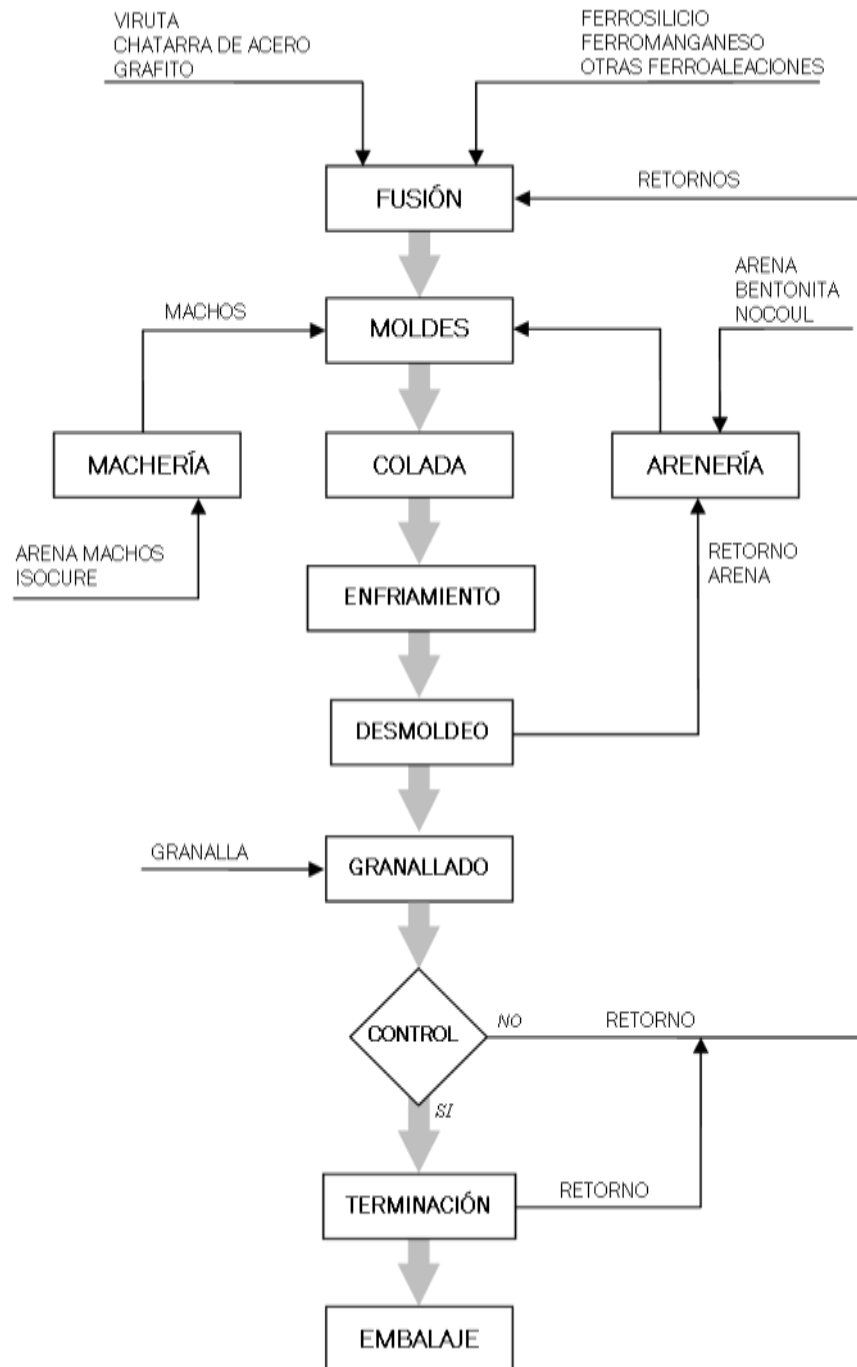 VIRUTA
CHATARRA DE ACERO
GRAFITO
FERROSILICIO
FERROMANGANESO
OTRAS FERROALEACIONES
FUSIÓN
RETORNOS
ARENA
BENTONITA
NOCOUL
MACHOS
MOLDES
MACHERÍA
COLADA
ARENERÍA
ARENA MACHOS
ISOCURE
RETORNO
ARENA
ENFRIAMIENTO
DESMOLDEO
GRANALLA
GRANALLADO
CONTROL
NO
RETORNO
SI
TERMINACIÓN
RETORNO
EMBALAJE